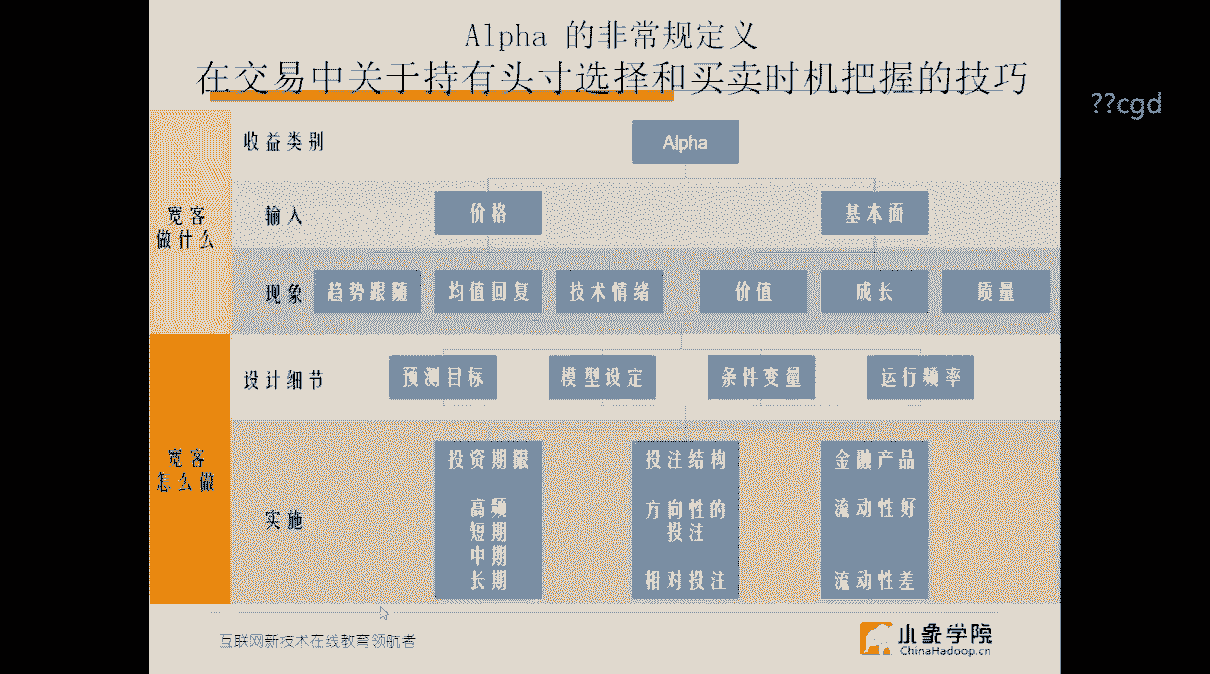 Alpha 的非常规定义
在交易中关于持有头寸选择和买卖时机把握的技巧
??cgd
收益类别
Alpha
宽客
做什么
输入
价格
基本面
现象
趋势跟随
均值回复
技术情绪
价值
成长
质量
设计细节
预测目标
模型设定
条件变量
运行频率
宽客
怎么做
实施
投资期限
高频
短期
中期
长期
投注结构
方向性的
投注
相对投注
金融产品
流动性好
流动性差
互联网新技术在线教育领航者
小象学院
ChinaHadoop.cn